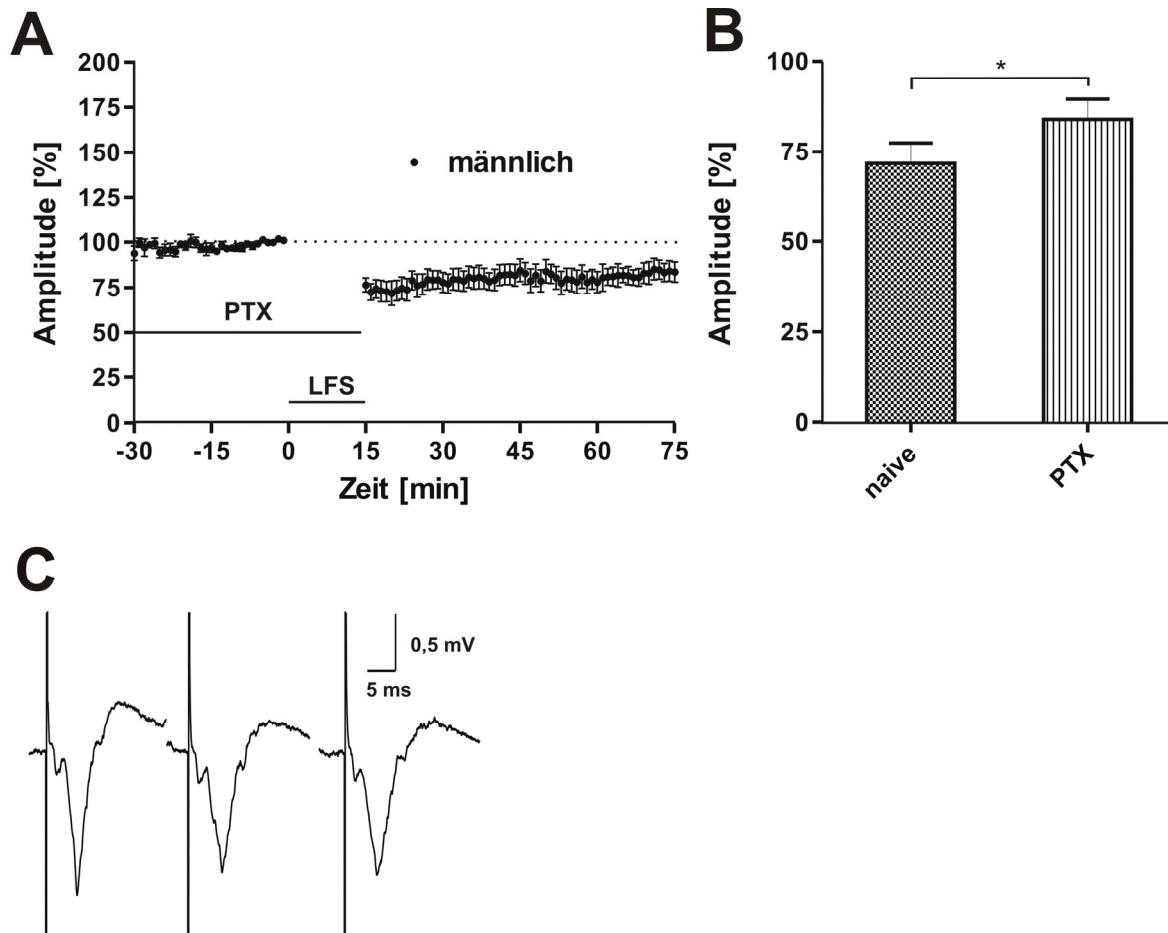 A
Amplitude [%]
200
175
150
125
100
75
50
25
0
männlich
PTX
LFS
-30 -15 0 15 30 45 60 75
Zeit [min]
B
Amplitude [%]
100
75
50
25
0
*
naive
PTX
C
0,5 mV
5 ms